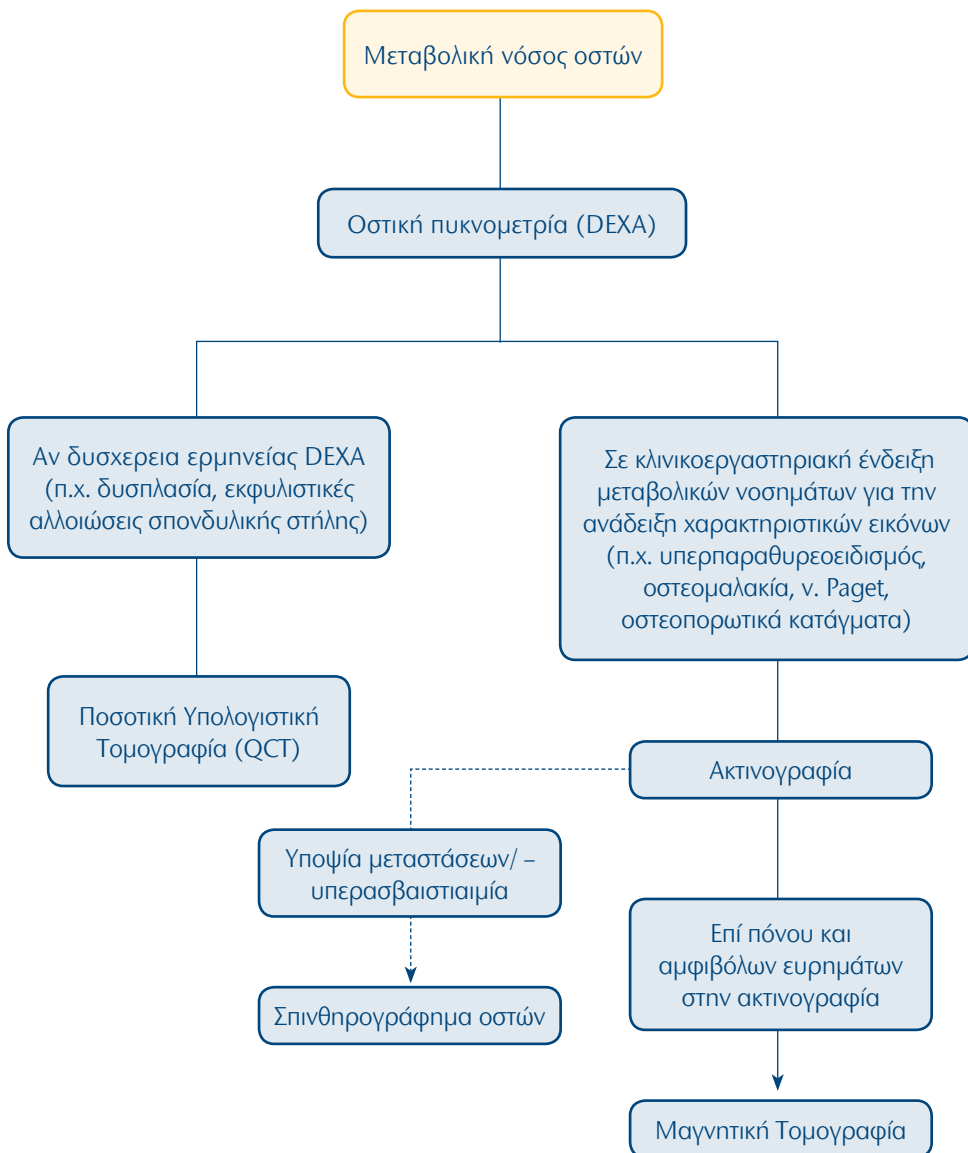 Μεταβολική νόσος οστών
Οστική πυκνομετρία (DEXA)
Αν δυσχερεια ερμηνείας DEXA
(π.χ. δυσπλασία, εκφυλιστικές
αλλοιώσεις σπονδυλικής στήλης)
Σε κλινικοεργαστηριακή ένδειξη
μεταβολικών νοσημάτων για την
ανάδειξη χαρακτηριστικών εικόνων
(π.χ. υπερπαραθυρεοειδισμός,
οστεομαλακία, ν. Paget,
οστεοπορωτικά κατάγματα)
Ποσοτική Υπολογιστική
Τομογραφία (QCT)
Ακτινογραφία
Υποψία μεταστάσεων/ –
υπερασβαιστιαιμία
Επί πόνου και
αμφιβόλων ευρημάτων
στην ακτινογραφία
Σπινθηρογράφημα οστών
Μαγνητική Τομογραφία